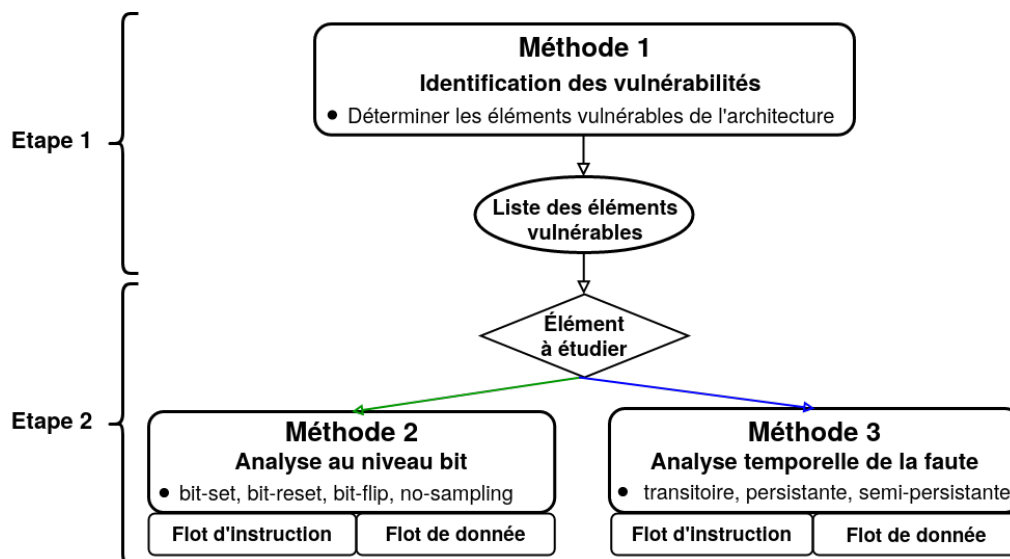 Méthode 1
Identification des vulnérabilités
• Déterminer les éléments vulnérables de l'architecture
Etape 1
Liste des éléments
vulnérables
Élément
à étudier
Etape 2
Méthode 2
Analyse au niveau bit
• bit-set, bit-reset, bit-flip, no-sampling
Flot d'instruction
Flot de donnée
Méthode 3
Analyse temporelle de la faute
• transitoire, persistante, semi-persistante
Flot d'instruction
Flot de donnée